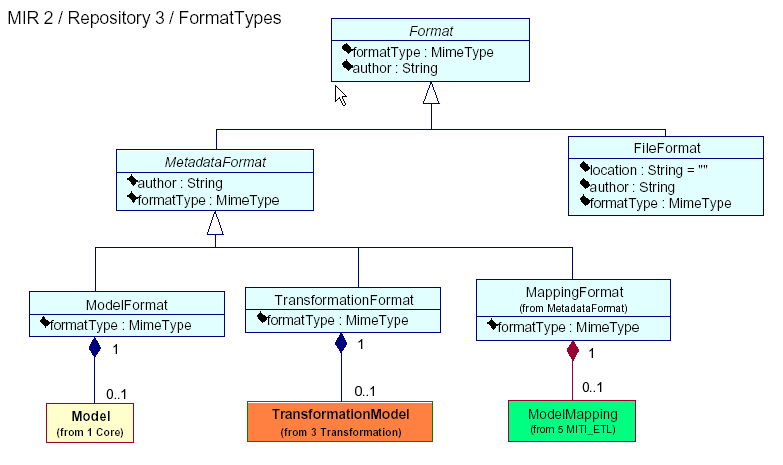 MIR 2 / Repository 3 / FormatTypes
Format
formatType : MimeType
author : String
MetadataFormat
author : String
formatType : MimeType
FileFormat
location : String = ""
author : String
formatType : MimeType
ModelFormat
formatType : MimeType
TransformationFormat
formatType : MimeType
MappingFormat
(from MetadataFormat)
formatType : MimeType
1
1
1
0..1
0..1
0..1
Model
(from 1 Core)
TransformationModel
(from 3 Transformation)
ModelMapping
(from 5 MITI_ETL)